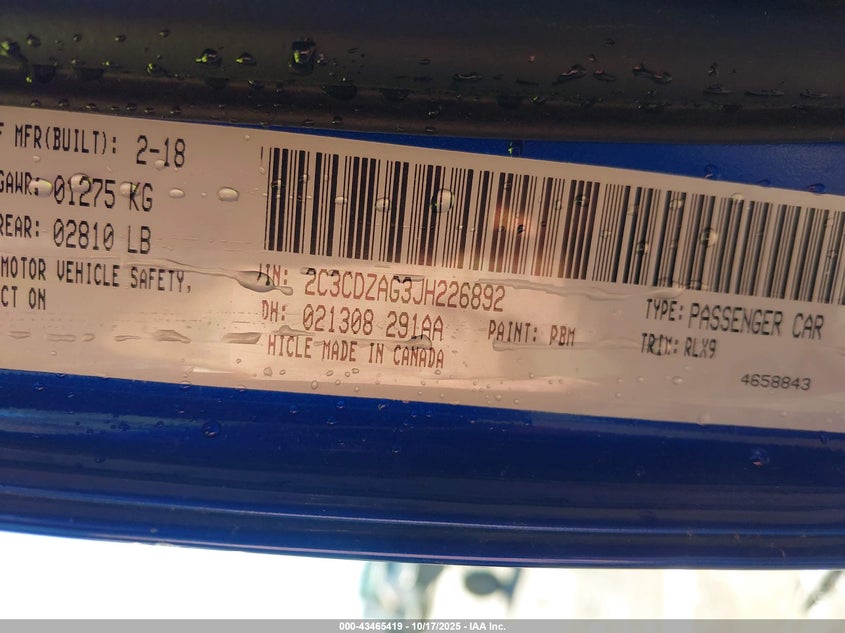 F MFR(BUILT): 2-18
GAWR: 01275 KG
REAR: 02810 LB
MOTOR VEHICLE SAFETY,
CT ON
IN: 2C3CDZAG3JH226892
DH: 021308 291AA
PAINT: PBM
HICLE MADE IN CANADA
TYPE: PASSENGER CAR
TRIM: RLX9
4658843
000-43465419 - 10/17/2025 - IAA Inc.